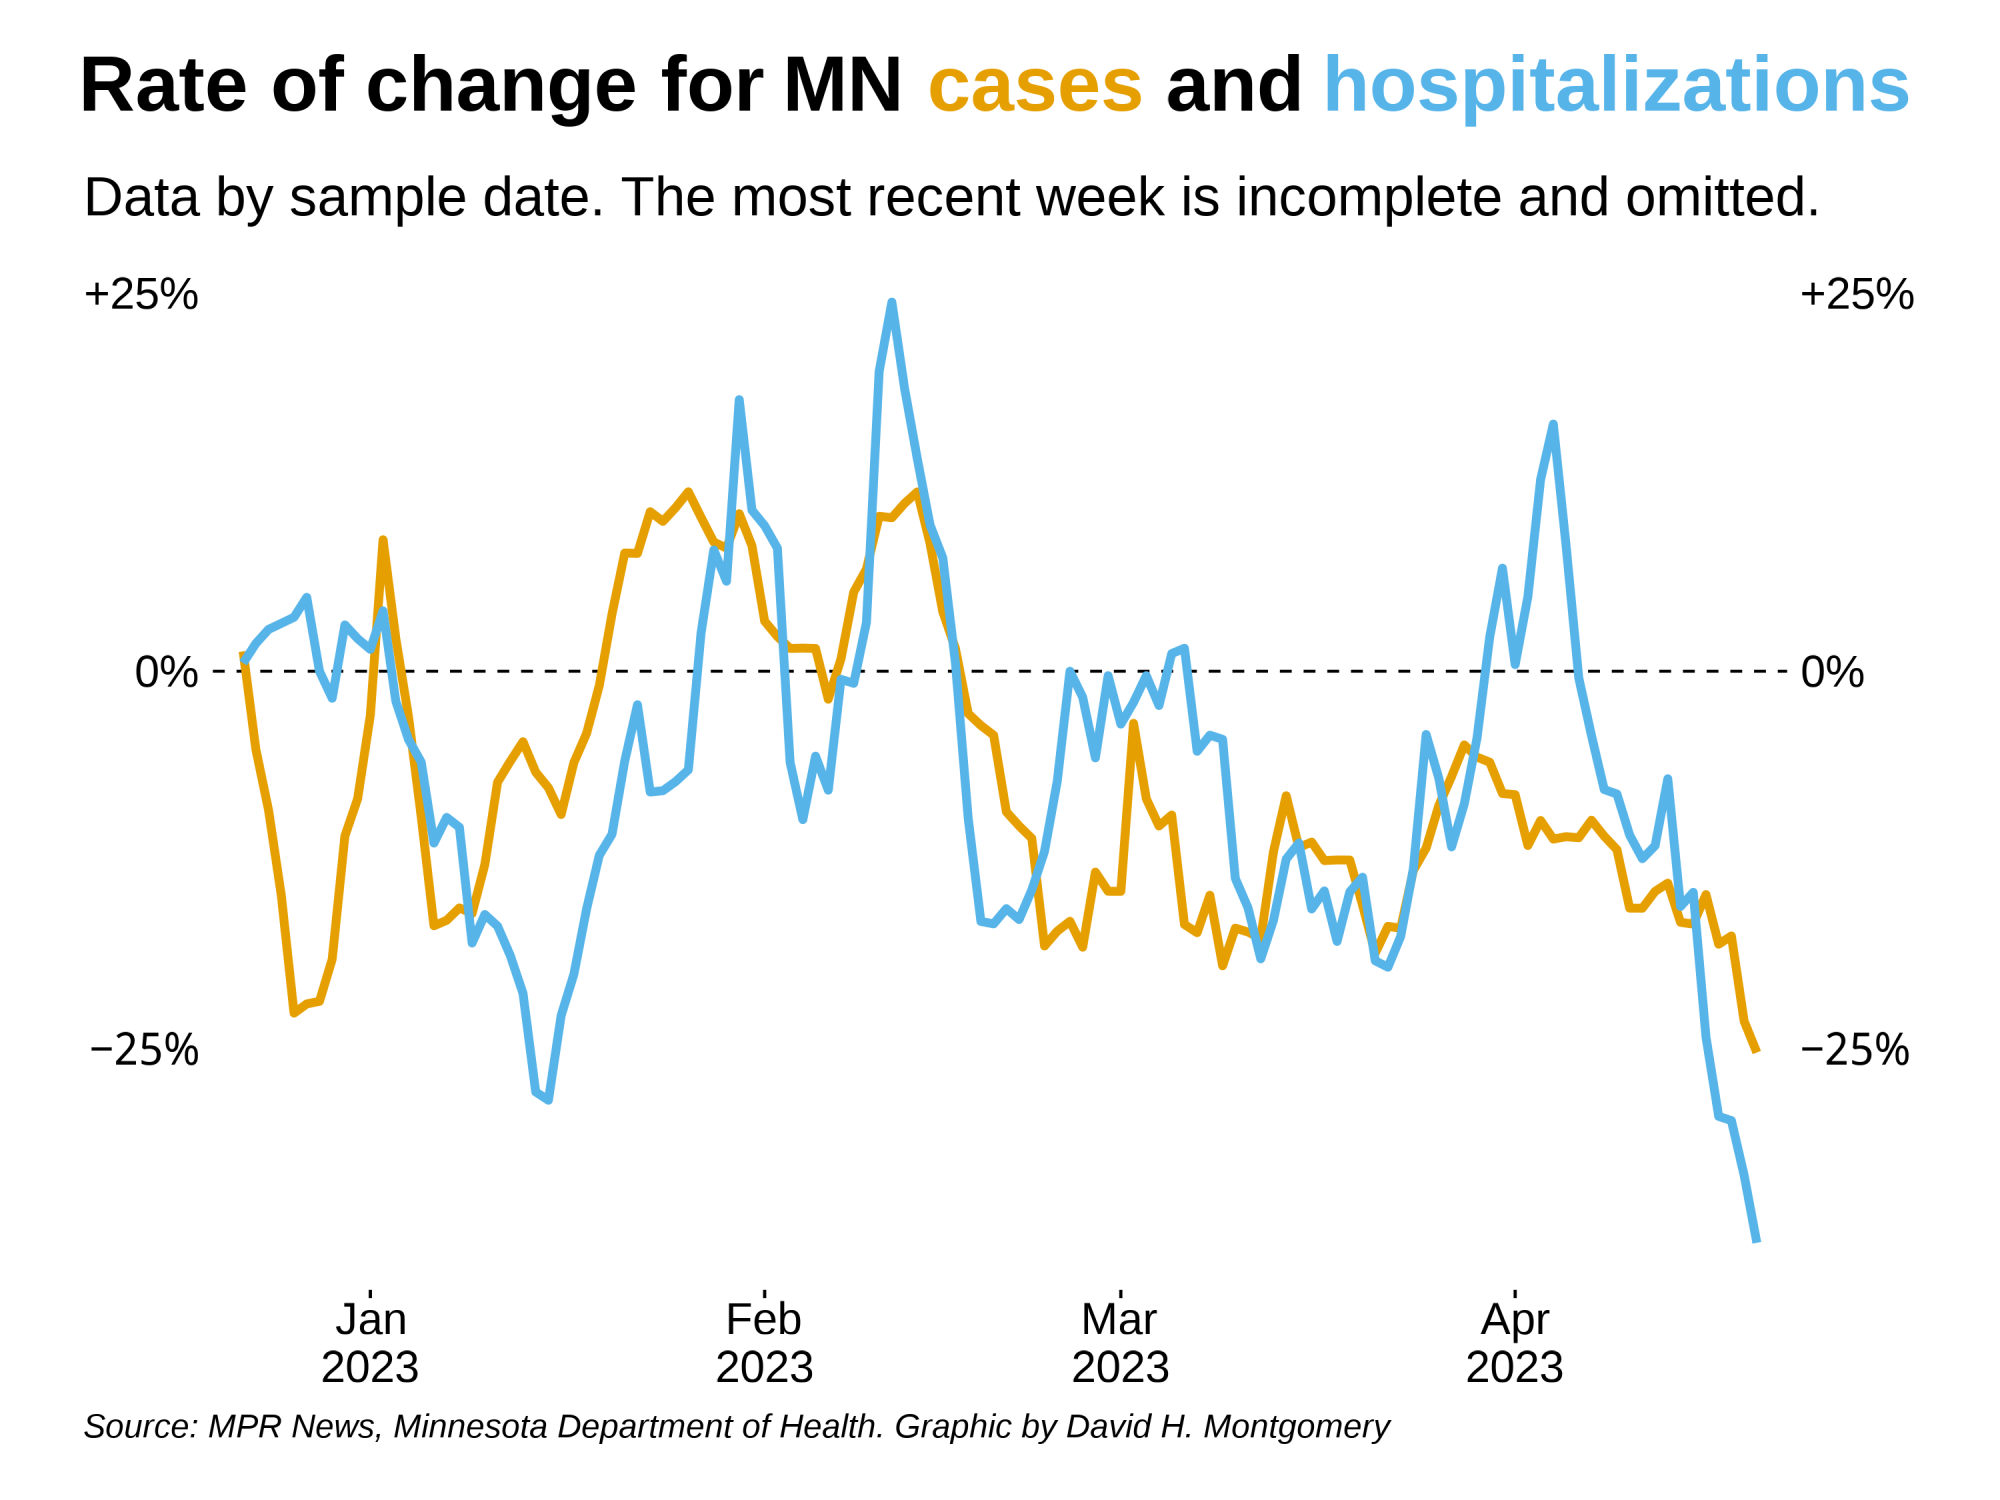 Rate of change for MN cases and hospitalizations
Data by sample date. The most recent week is incomplete and omitted.
+25% +25%
0% 0%
−25% −25%
Jan Feb Mar Apr
2023 2023 2023 2023
Source: MPR News, Minnesota Department of Health. Graphic by David H. Montgomery